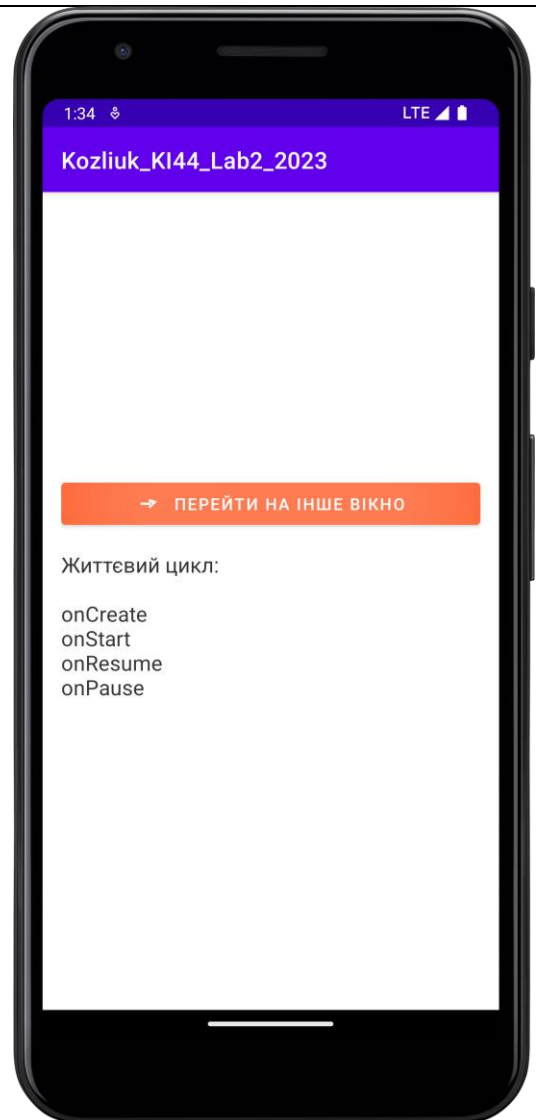 1:34 LTE
Kozliuk_KI44_Lab2_2023
ПЕРЕЙТИ НА ІНШЕ ВІКНО
Життєвий цикл:
onCreate
onStart
onResume
onPause